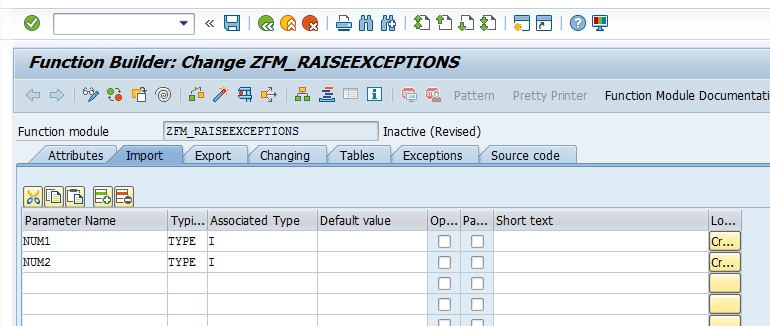 Function Builder: Change ZFM_RAISEEXCEPTIONS
Pattern Pretty Printer Function Module Documentati
Function module ZFM_RAISEEXCEPTIONS Inactive (Revised)
Attributes Import Export Changing Tables Exceptions Source code
Parameter Name Typi... Associated Type Default value Op... Pa... Short text Lo...
NUM1 TYPE I Cr...
NUM2 TYPE I Cr...